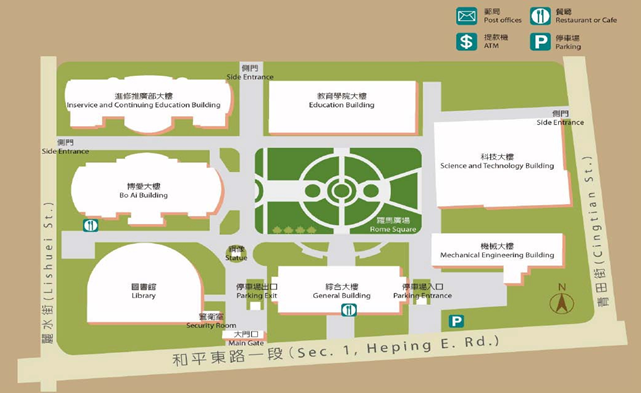 郵局
Post offices
餐廳
Restaurant or Cafe
提款機
ATM
停車場
Parking
側門
Side Entrance
進修推廣部大樓
Inservice and Continuing Education Building
教育學院大樓
Education Building
側門
Side Entrance
側門
Side Entrance
科技大樓
Science and Technology Building
博愛大樓
Bo Ai Building
羅馬廣場
Rome Square
銅像
Statue
機械大樓
Mechanical Engineering Building
圖書館
Library
停車場出口
Parking Exit
綜合大樓
General Building
停車場入口
Parking Entrance
警衛室
Security Room
大門口
Main Gate
N
P
麗水街(Lishuei St.)
青田街(Cingtian St.)
和平東路一段(Sec. 1, Heping E. Rd.)